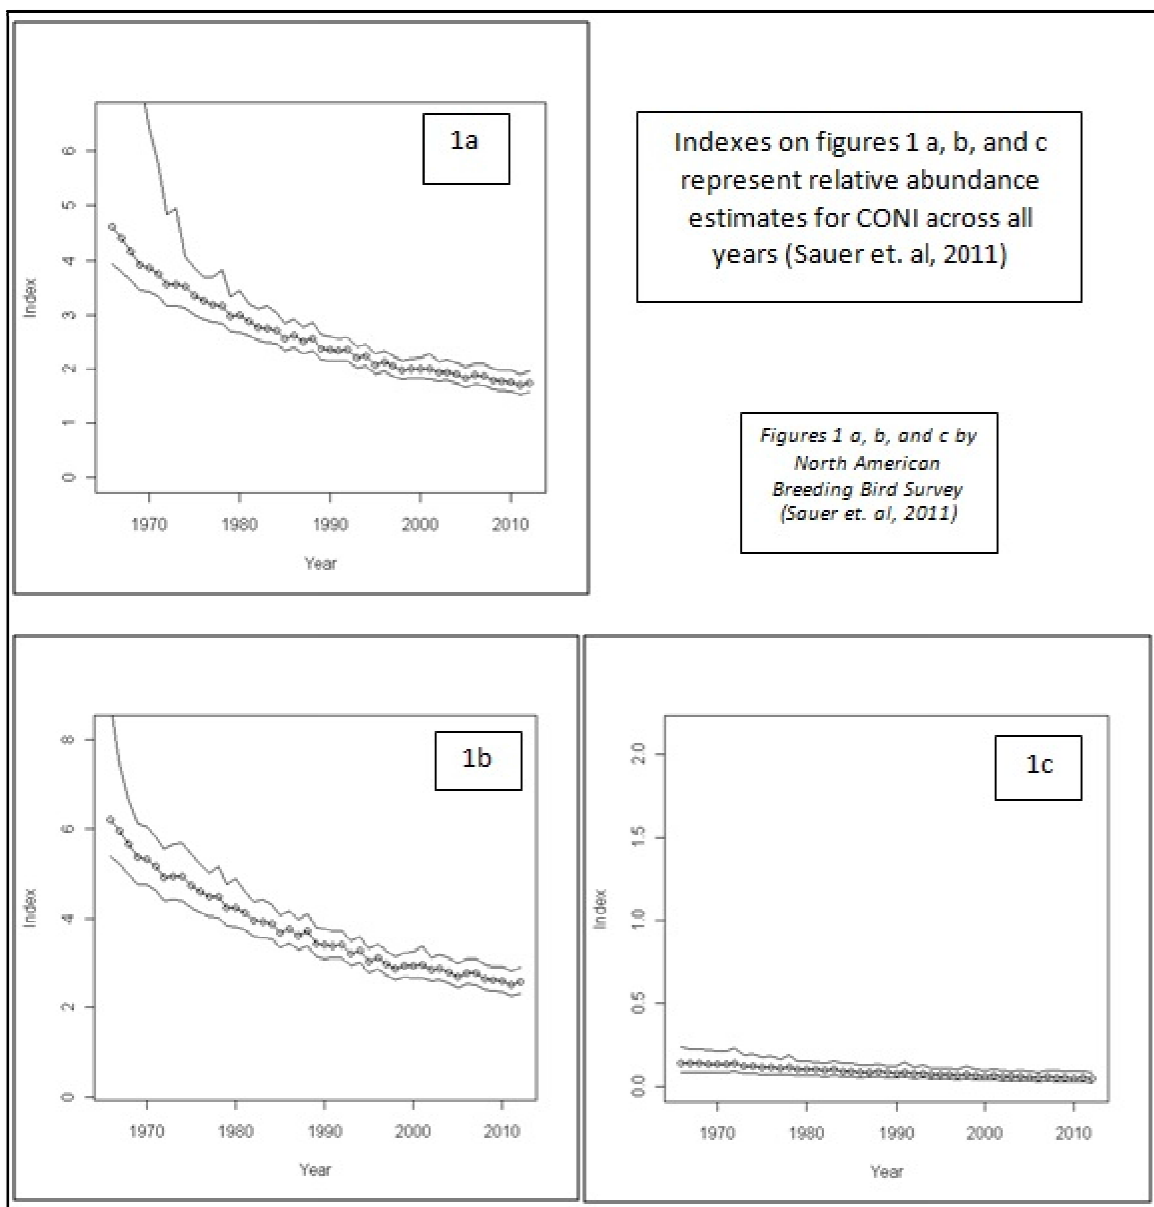 1a
6
5
4
3
2
1
0
Index
1970 1980 1990 2000 2010
Year
Indexes on figures 1 a, b, and c
represent relative abundance
estimates for CONI across all
years (Sauer et. al, 2011)
Figures 1 a, b, and c by
North American
Breeding Bird Survey
(Sauer et. al, 2011)
1b
8
6
4
2
0
Index
1970 1980 1990 2000 2010
Year
1c
2.0
1.5
1.0
0.5
0.0
Index
1970 1980 1990 2000 2010
Year